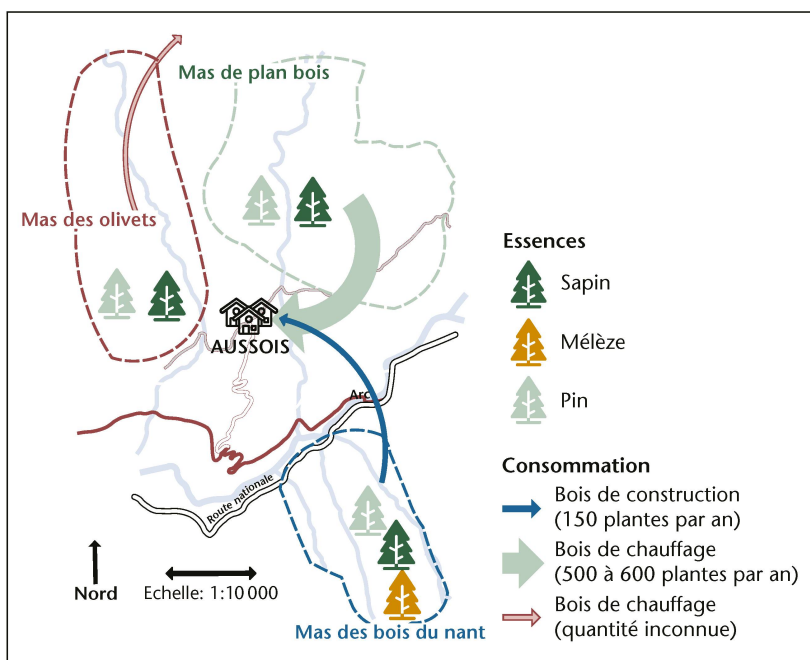 Mas de plan bois
Mas des olivets
AUSSOIS
Arc
Route nationale
Nord
Echelle: 1:10 000
Mas des bois du nant
Essences
Sapin
Mélèze
Pin
Consommation
Bois de construction
(150 plantes par an)
Bois de chauffage
(500 à 600 plantes par an)
Bois de chauffage
(quantité inconnue)